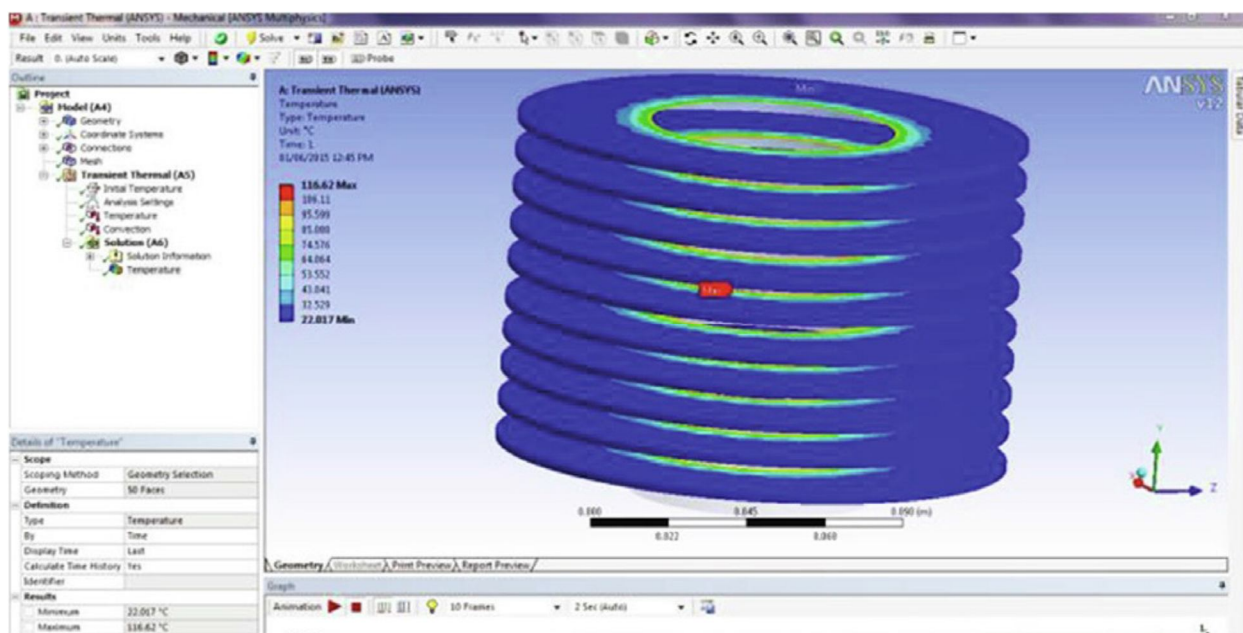 A : Transient Thermal (ANSYS) - Mechanical [ANSYS Multiphysics]
File Edit View Units Tools Help Solve
Result 0. (Auto Scale) Probe
Outline
Project
Model (A4)
Geometry
Coordinate Systems
Connections
Mesh
Transient Thermal (A5)
Initial Temperature
Analysis Settings
Temperature
Convection
Solution (A6)
Solution Information
Temperature
A: Transient Thermal (ANSYS)
Temperature
Type: Temperature
Unit: °C
Time: 1
01/06/2015 12:45 PM
116.62 Max
106.11
95.599
85.088
74.576
64.064
53.552
43.041
32.529
22.017 Min
Min
Max
ANSYS
v12
Tabular Data
Y
X
Z
0.000 0.045 0.090 (m)
0.022
Geometry Worksheet Print Preview Report Preview
Details of "Temperature"
Scope
Scoping Method Geometry Selection
Geometry 50 Faces
Definition
Type Temperature
By Time
Display Time Last
Calculate Time History Yes
Identifier
Results
Minimum 22.017 °C
Maximum 116.62 °C
Graph
Animation 10 Frames 2 Sec (Auto)
1.